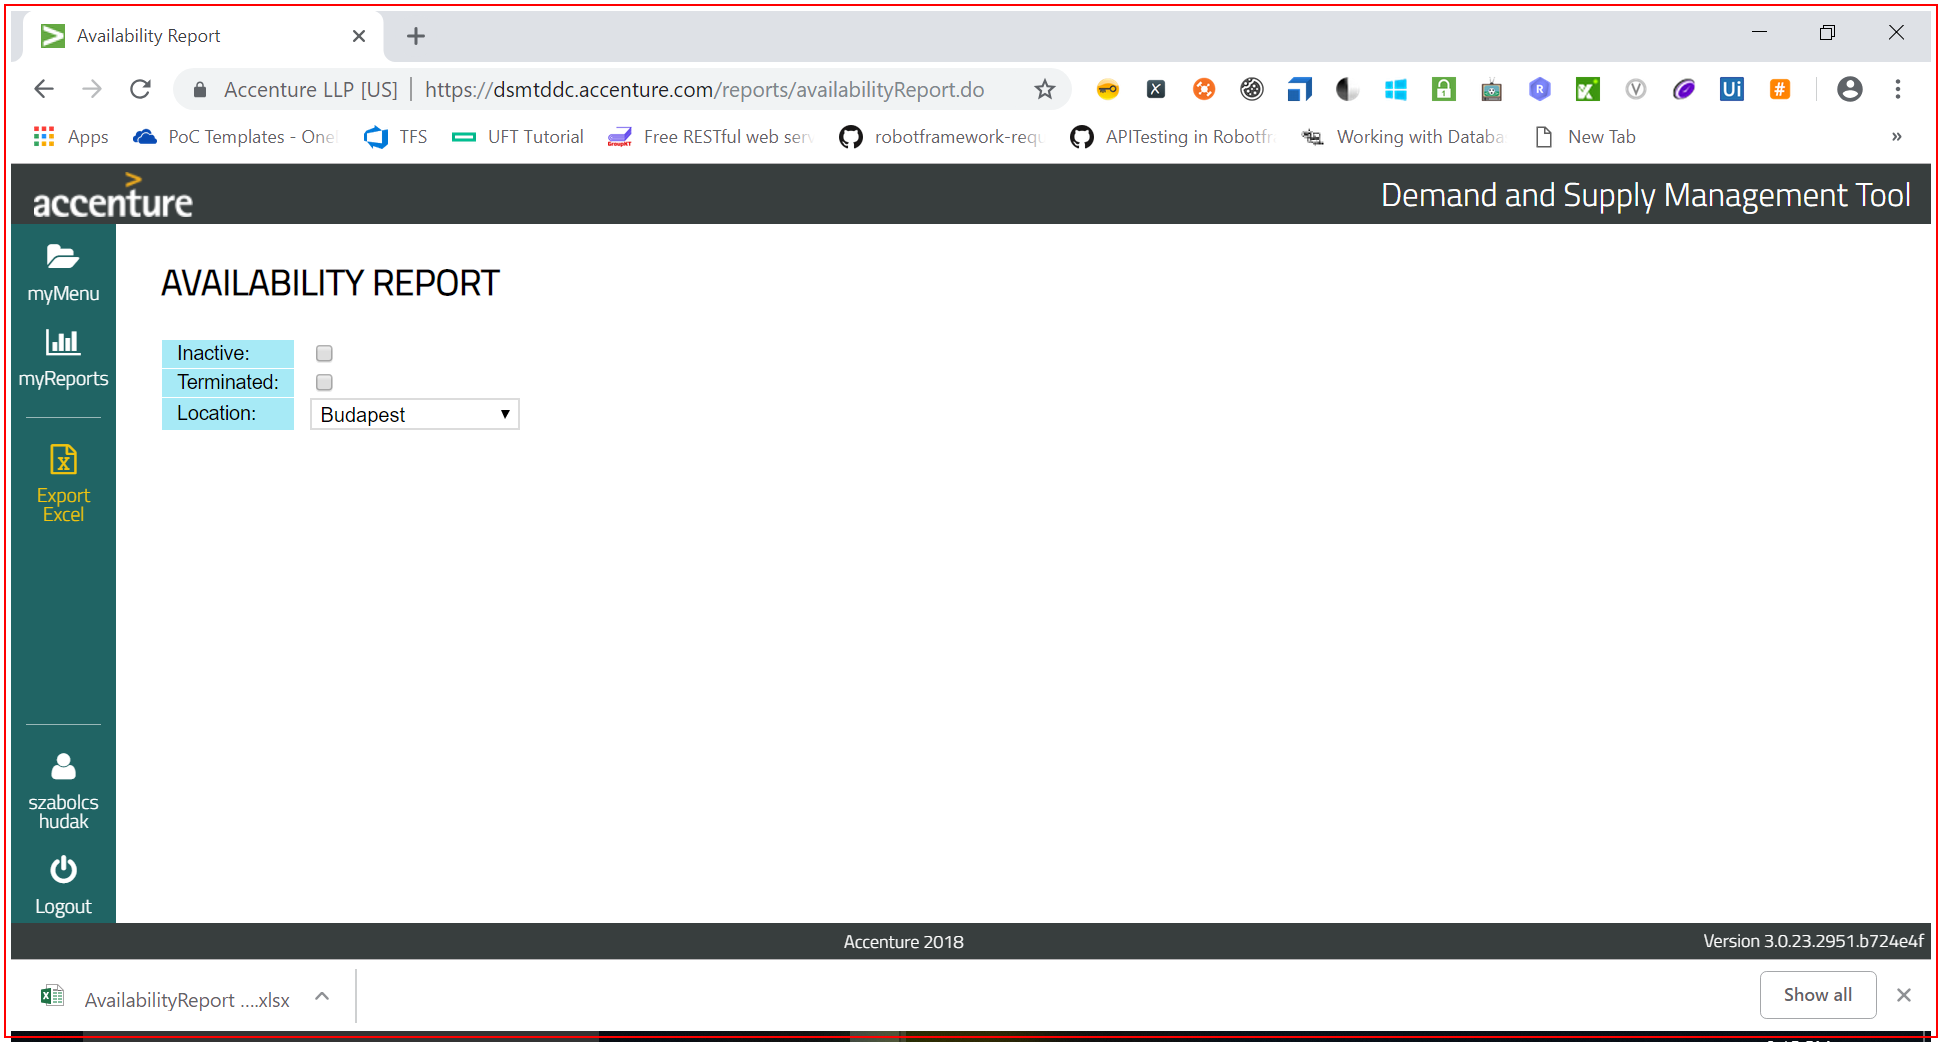 Availability Report
Accenture LLP [US] | https://dsmtddc.accenture.com/reports/availabilityReport.do
Apps PoC Templates - One TFS UFT Tutorial Free RESTful web serv robotframework-requ APITesting in Robotfr Working with Databa New Tab »
accenture
Demand and Supply Management Tool
myMenu
myReports
Export
Excel
szabolcs
hudak
Logout
AVAILABILITY REPORT
Inactive:
Terminated:
Location: Budapest
Accenture 2018
Version 3.0.23.2951.b724e4f
AvailabilityReport ....xlsx
Show all